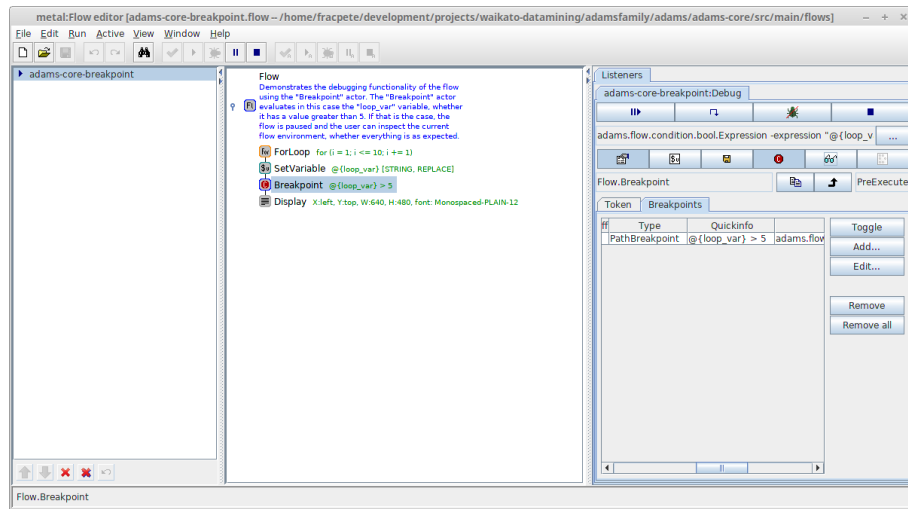 metal:Flow editor [adams-core-breakpoint.flow -- /home/fracpete/development/projects/waikato-datamining/adamsfamily/adams/adams-core/src/main/flows]
File Edit Run Active View Window Help
adams-core-breakpoint
Flow
Demonstrates the debugging functionality of the flow
using the "Breakpoint" actor. The "Breakpoint" actor
evaluates in this case the "loop_var" variable, whether
it has a value greater than 5. If that is the case, the
flow is paused and the user can inspect the current
flow environment, whether everything is as expected.
ForLoop for (i = 1; i <= 10; i += 1)
SetVariable @{loop_var} [STRING, REPLACE]
Breakpoint @{loop_var} > 5
Display X:left, Y:top, W:640, H:480, font: Monospaced-PLAIN-12
Listeners
adams-core-breakpoint:Debug
adams.flow.condition.bool.Expression -expression "@{loop_v ...
Flow.Breakpoint PreExecute
Token Breakpoints
ff Type Quickinfo
PathBreakpoint @{loop_var} > 5 adams.flow
Toggle
Add...
Edit...
Remove
Remove all
Flow.Breakpoint